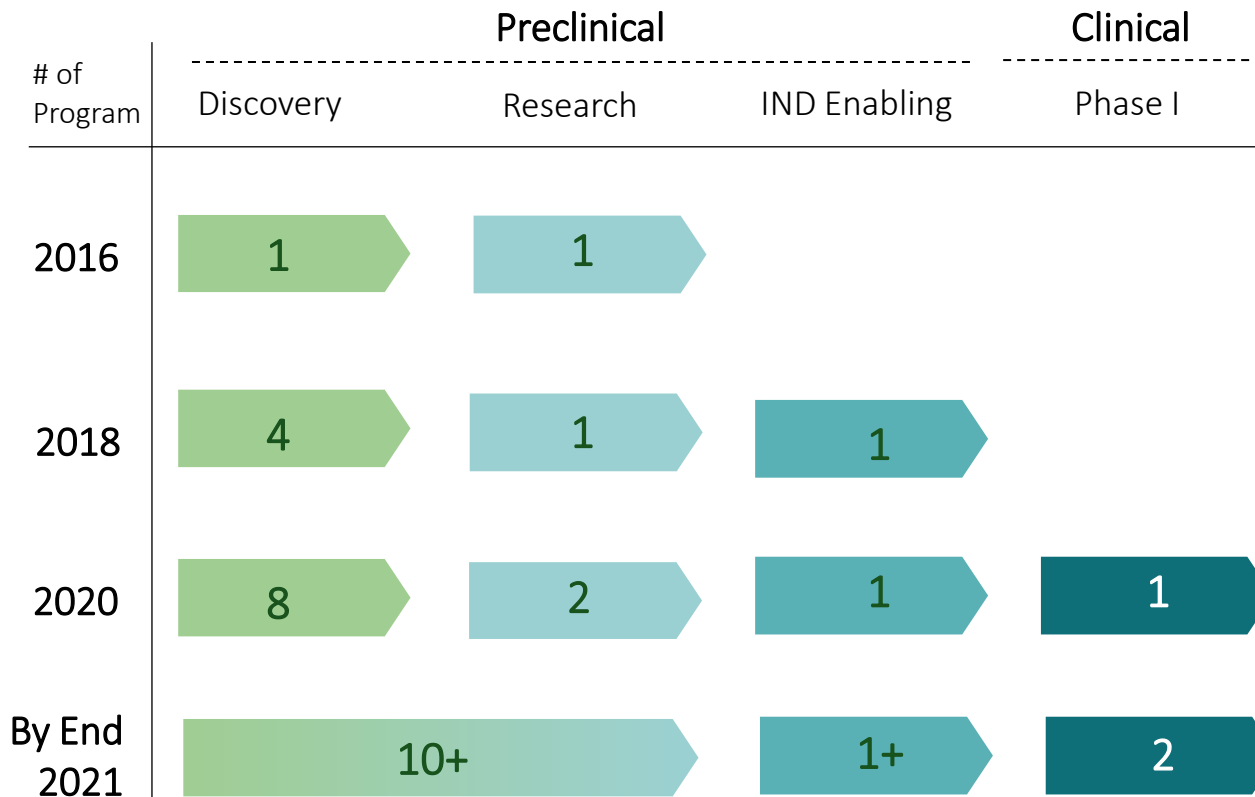 Preclinical
Clinical
# of
Program
Discovery
Research
IND Enabling
Phase I
2016
1
1
2018
4
1
1
2020
8
2
1
1
By End
2021
10+
1+
2